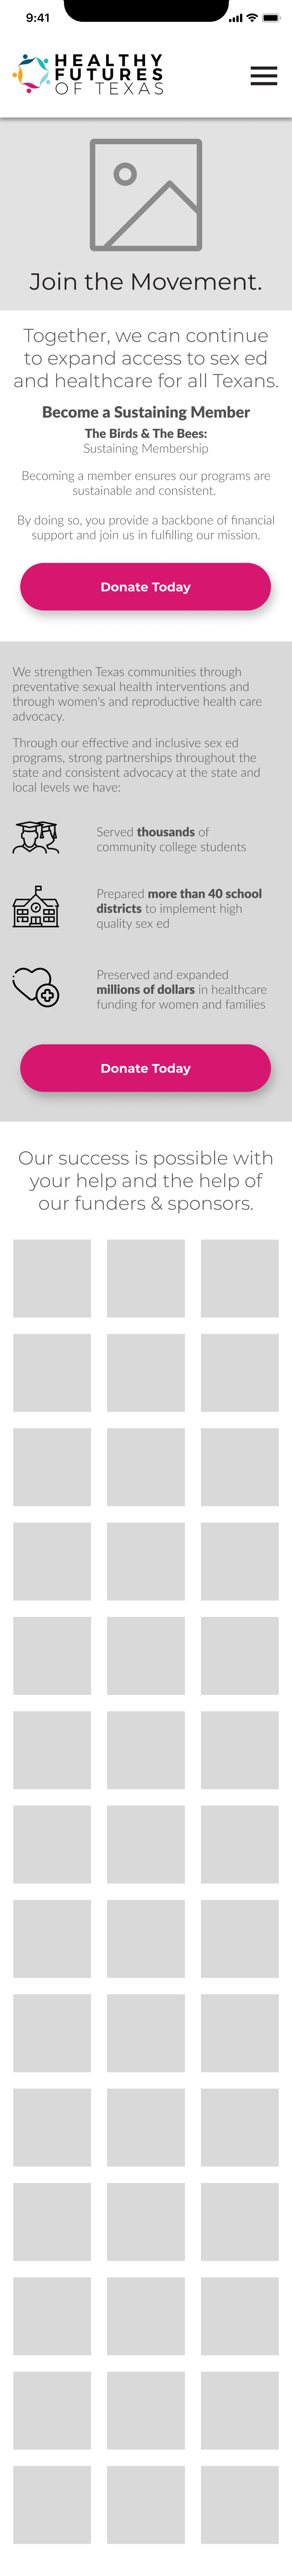 9:41
HEALTHY
FUTURES
OF TEXAS
Join the Movement.
Together, we can continue
to expand access to sex ed
and healthcare for all Texans.
Become a Sustaining Member
The Birds & The Bees:
Sustaining Membership
Becoming a member ensures our programs are
sustainable and consistent.
By doing so, you provide a backbone of financial
support and join us in fulfilling our mission.
Donate Today
We strengthen Texas communities through
preventative sexual health interventions and
through women's and reproductive health care
advocacy.
Through our effective and inclusive sex ed
programs, strong partnerships throughout the
state and consistent advocacy at the state and
local levels we have:
Served thousands of
community college students
Prepared more than 40 school
districts to implement high
quality sex ed
Preserved and expanded
millions of dollars in healthcare
funding for women and families
Donate Today
Our success is possible with
your help and the help of
our funders & sponsors.